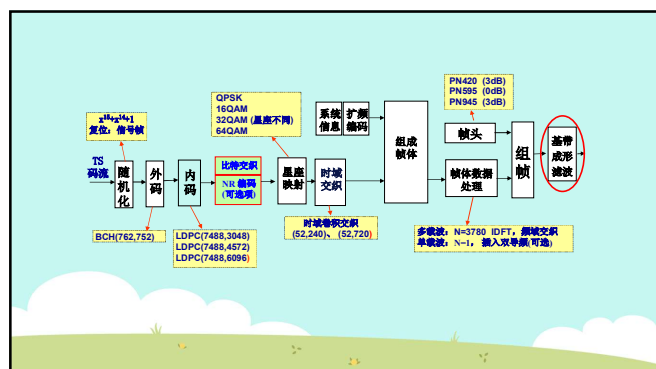 PN420 (3dB)
PN595 (0dB)
PN945 (3dB)
QPSK
16QAM
32QAM (星座不同)
64QAM
x¹⁵+x¹⁴+1
复位：信号帧
系统
信息
扩频
编码
组成
帧体
帧头
组
帧
基带
成形
滤波
TS
码流
随
机
化
外
码
内
码
比特交织
NR 编码
(可选项)
星座
映射
时域
交织
帧体数据
处理
BCH(762,752)
LDPC(7488,3048)
LDPC(7488,4572)
LDPC(7488,6096)
时域卷积交织
(52,240)、 (52,720)
多载波：N=3780 IDFT，频域交织
单载波：N=1，插入双导频(可选)